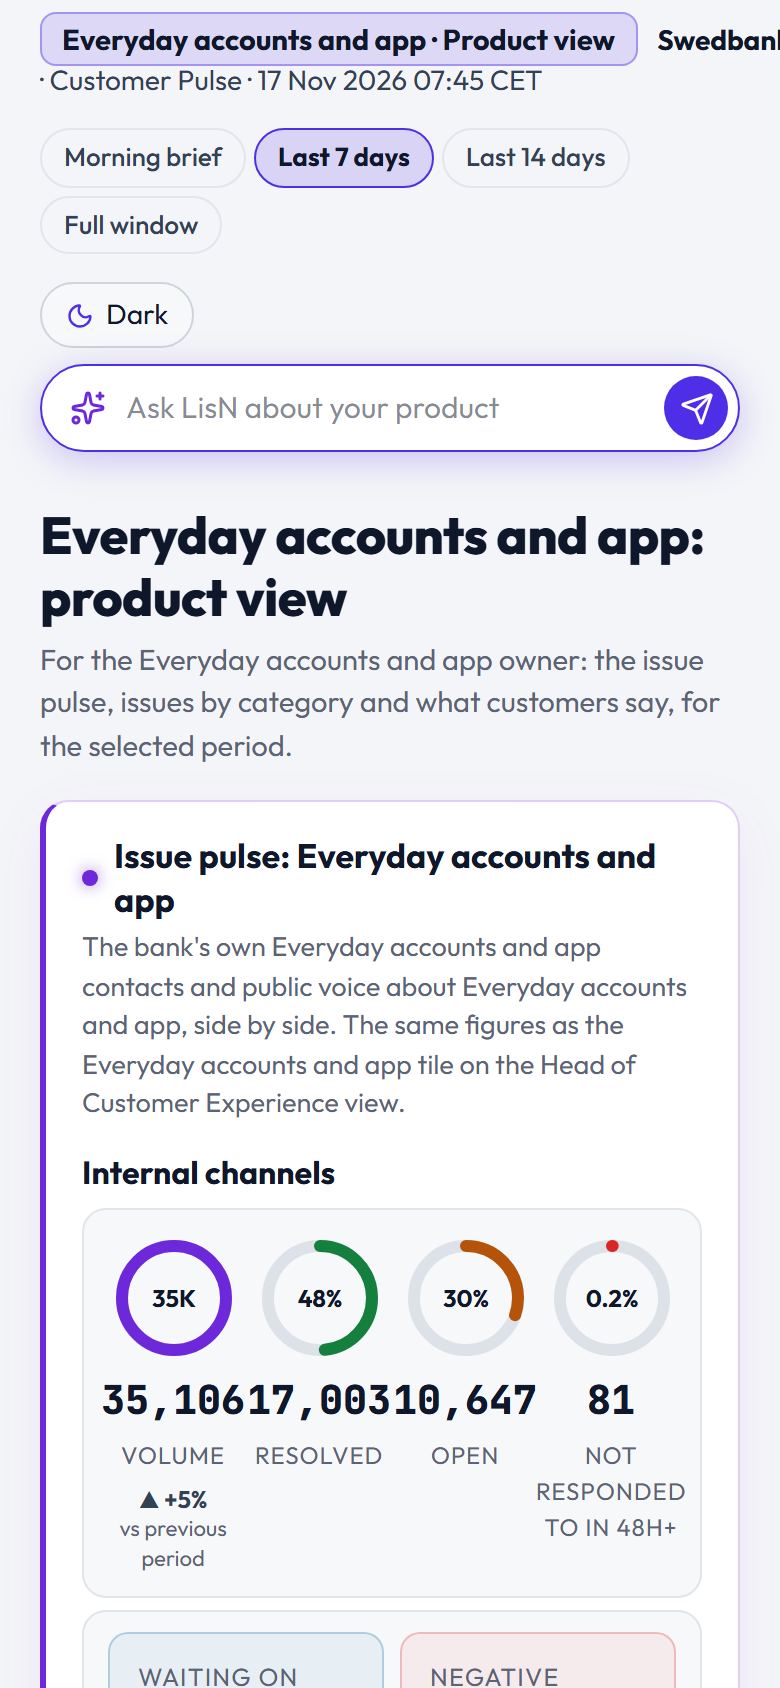 Everyday accounts and app · Product view
· Customer Pulse · 17 Nov 2026 07:45 CET
Morning brief
Last 7 days
Last 14 days
Full window
Dark
Ask LisN about your product
Everyday accounts and app:
product view
For the Everyday accounts and app owner: the issue
pulse, issues by category and what customers say, for
the selected period.
Issue pulse: Everyday accounts and
app
The bank's own Everyday accounts and app
contacts and public voice about Everyday accounts
and app, side by side. The same figures as the
Everyday accounts and app tile on the Head of
Customer Experience view.
Internal channels
35K 48% 30% 0.2%
35,106 17,003 10,647 81
VOLUME RESOLVED OPEN NOT
RESPONDED
TO IN 48H+
▲ +5%
vs previous
period
WAITING ON
NEGATIVE